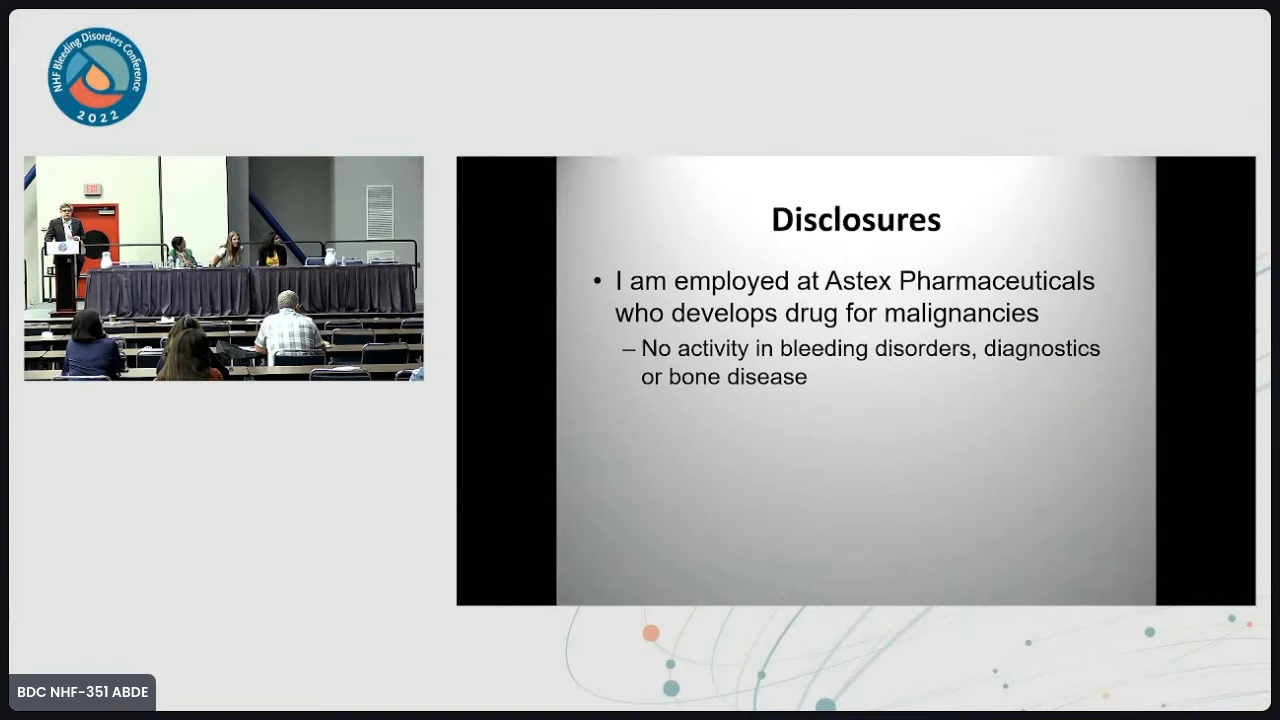 NHF Bleeding Disorders Conference
2022
EXIT
Disclosures
• I am employed at Astex Pharmaceuticals
who develops drug for malignancies
– No activity in bleeding disorders, diagnostics
or bone disease
BDC NHF-351 ABDE